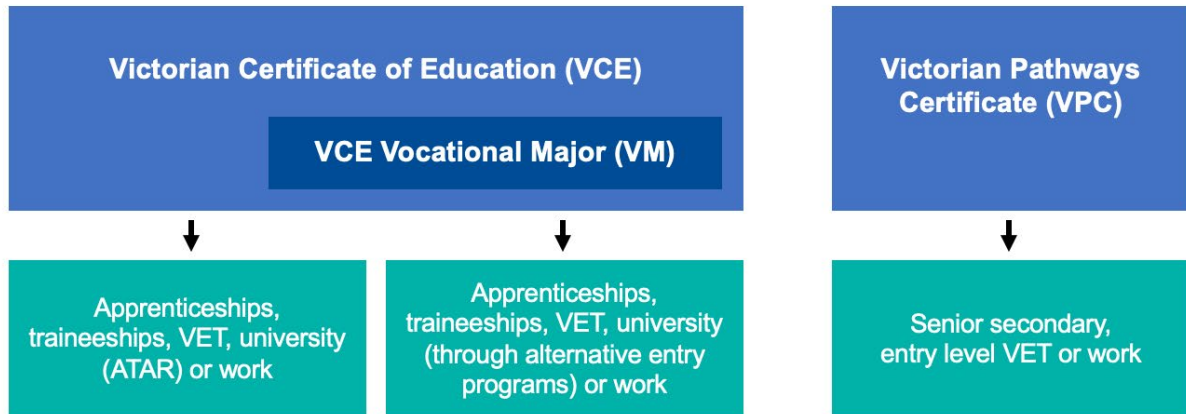 Victorian Certificate of Education (VCE)
VCE Vocational Major (VM)
Victorian Pathways
Certificate (VPC)
Apprenticeships,
traineeships, VET, university
(ATAR) or work
Apprenticeships,
traineeships, VET, university
(through alternative entry
programs) or work
Senior secondary,
entry level VET or work